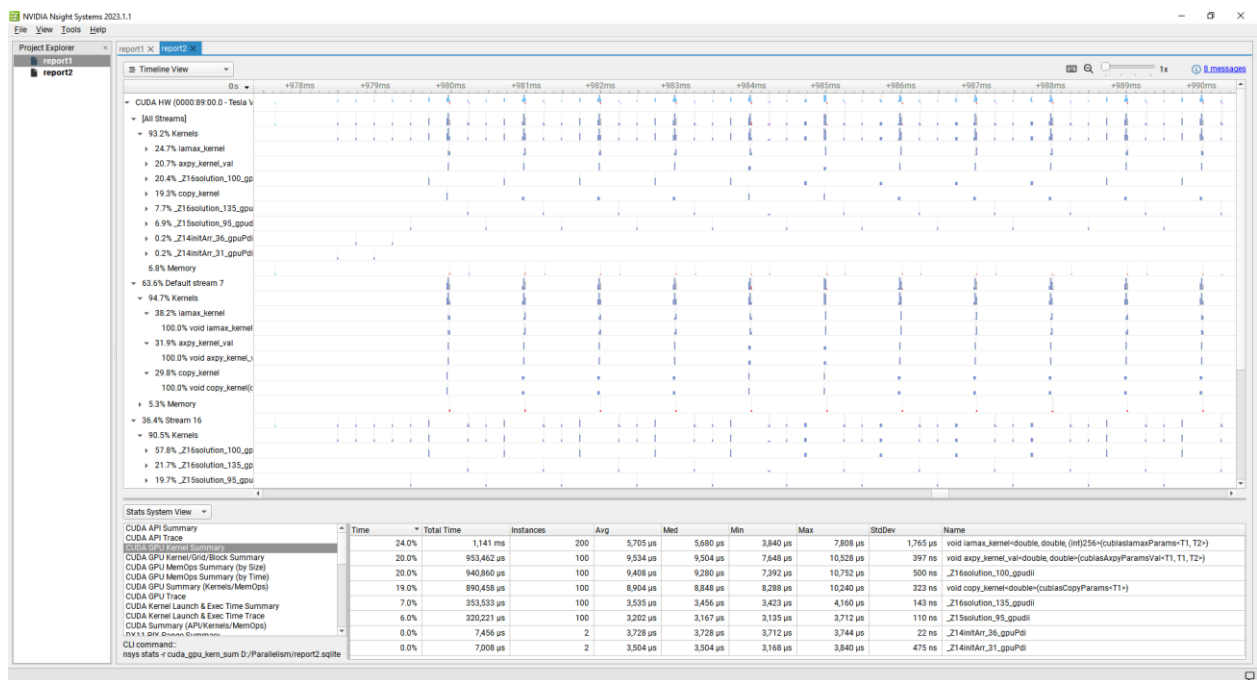 NVIDIA Nsight Systems 2023.1.1
File View Tools Help
Project Explorer
report1
report2
report1 report2
Timeline View
1x
8 messages
0s
+978ms +979ms +980ms +981ms +982ms +983ms +984ms +985ms +986ms +987ms +988ms +989ms +990ms
CUDA HW (0000:89:00.0 - Tesla V
[All Streams]
93.2% Kernels
24.7% iamax_kernel
20.7% axpy_kernel_val
20.4% _Z16solution_100_gp
19.3% copy_kernel
7.7% _Z16solution_135_gpu
6.9% _Z15solution_95_gpud
0.2% _Z14initArr_36_gpuPdi
0.2% _Z14initArr_31_gpuPdi
6.8% Memory
63.6% Default stream 7
94.7% Kernels
38.2% iamax_kernel
100.0% void iamax_kernel
31.9% axpy_kernel_val
100.0% void axpy_kernel_v
29.8% copy_kernel
100.0% void copy_kernel(c
5.3% Memory
36.4% Stream 16
90.5% Kernels
57.8% _Z16solution_100_gp
21.7% _Z16solution_135_gp
19.7% _Z15solution_95_gpu
Stats System View
CUDA API Summary
CUDA API Trace
CUDA GPU Kernel Summary
CUDA GPU Kernel/Grid/Block Summary
CUDA GPU MemOps Summary (by Size)
CUDA GPU MemOps Summary (by Time)
CUDA GPU Summary (Kernels/MemOps)
CUDA GPU Trace
CUDA Kernel Launch & Exec Time Summary
CUDA Kernel Launch & Exec Time Trace
CUDA Summary (API/Kernels/MemOps)
DX11 PIX Range Summary
CLI command::
nsys stats -r cuda_gpu_kern_sum D:/Parallelism/report2.sqlite
Time Total Time Instances Avg Med Min Max StdDev Name
24.0% 1,141 ms 200 5,705 μs 5,680 μs 3,840 μs 7,808 μs 1,765 μs void iamax_kernel<double, double, (int)256>(cublasIamaxParams<T1, T2>)
20.0% 953,462 μs 100 9,534 μs 9,504 μs 7,648 μs 10,528 μs 397 ns void axpy_kernel_val<double, double>(cublasAxpyParamsVal<T1, T1, T2>)
20.0% 940,860 μs 100 9,408 μs 9,280 μs 7,392 μs 10,752 μs 500 ns _Z16solution_100_gpudii
19.0% 890,458 μs 100 8,904 μs 8,848 μs 8,288 μs 10,240 μs 323 ns void copy_kernel<double>(cublasCopyParams<T1>)
7.0% 353,533 μs 100 3,535 μs 3,456 μs 3,423 μs 4,160 μs 143 ns _Z16solution_135_gpudii
6.0% 320,221 μs 100 3,202 μs 3,167 μs 3,135 μs 3,712 μs 110 ns _Z15solution_95_gpudii
0.0% 7,456 μs 2 3,728 μs 3,728 μs 3,712 μs 3,744 μs 22 ns _Z14initArr_36_gpuPdi
0.0% 7,008 μs 2 3,504 μs 3,504 μs 3,168 μs 3,840 μs 475 ns _Z14initArr_31_gpuPdi